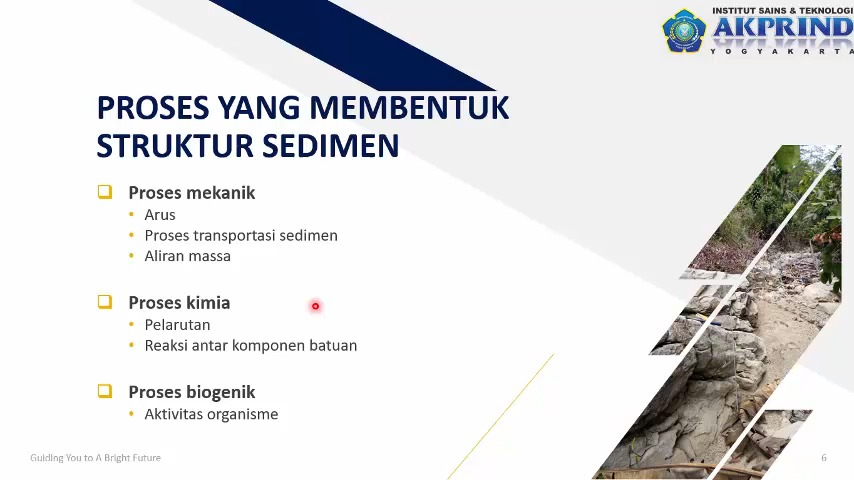 INSTITUT SAINS & TEKNOLOGI
AKPRIND
YOGYAKARTA
PROSES YANG MEMBENTUK
STRUKTUR SEDIMEN
Proses mekanik
• Arus
• Proses transportasi sedimen
• Aliran massa
Proses kimia
• Pelarutan
• Reaksi antar komponen batuan
Proses biogenik
• Aktivitas organisme
Guiding You to A Bright Future
6